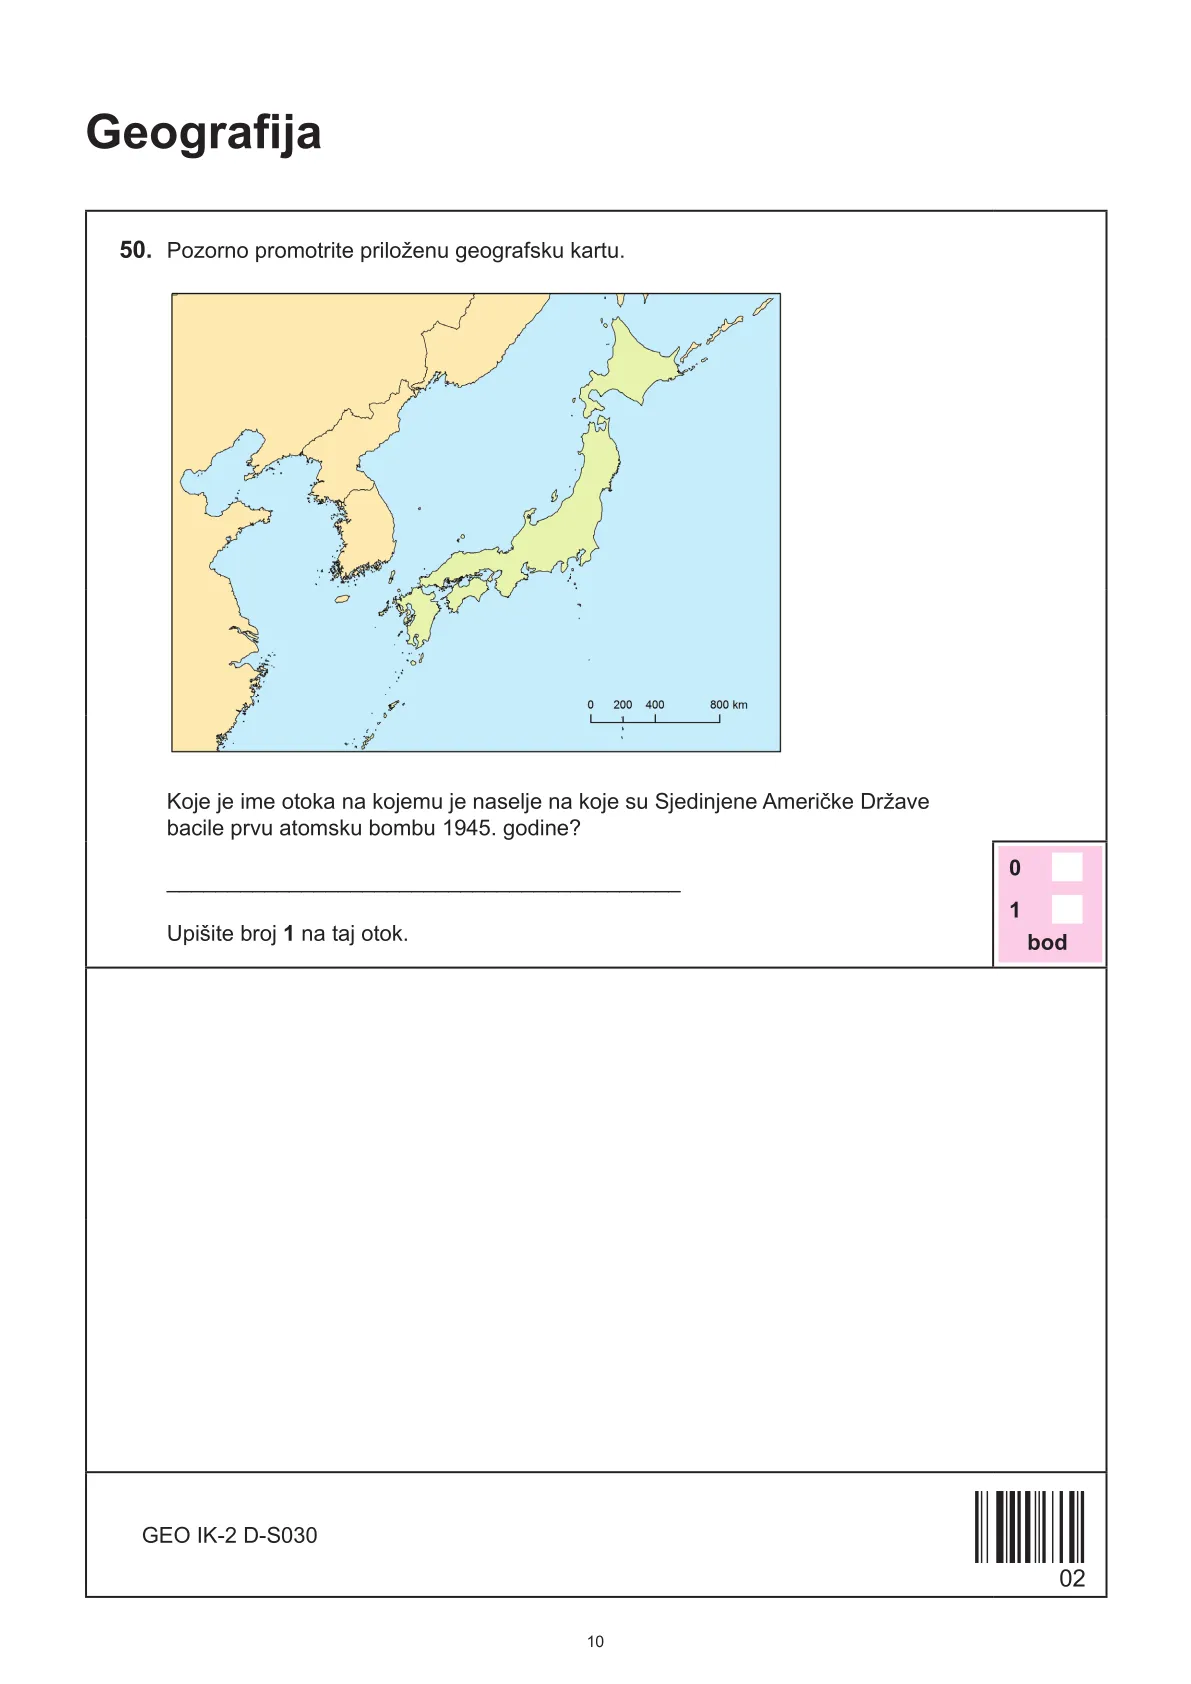 Geografija
50. Pozorno promotrite priloženu geografsku kartu.
0 200 400 800 km
Koje je ime otoka na kojemu je naselje na koje su Sjedinjene Američke Države
bacile prvu atomsku bombu 1945. godine?
Upišite broj 1 na taj otok.
0
1
bod
GEO IK-2 D-S030
02
10